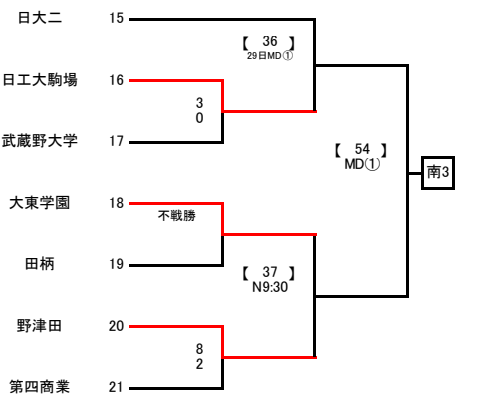 日大二 15
【 36 】
29日MD①
日工大駒場 16
3
0
武蔵野大学 17
【 54 】
MD①
南3
大東学園 18
不戦勝
田柄 19
【 37 】
N9:30
野津田 20
8
2
第四商業 21